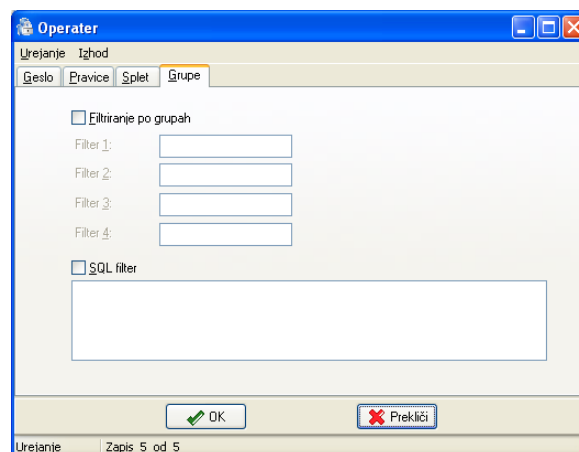 Operater
Urejanje Izhod
Geslo Pravice Splet Grupe
Filtriranje po grupah
Filter 1:
Filter 2:
Filter 3:
Filter 4:
SQL filter
OK Prekliči
Urejanje Zapis 5 od 5